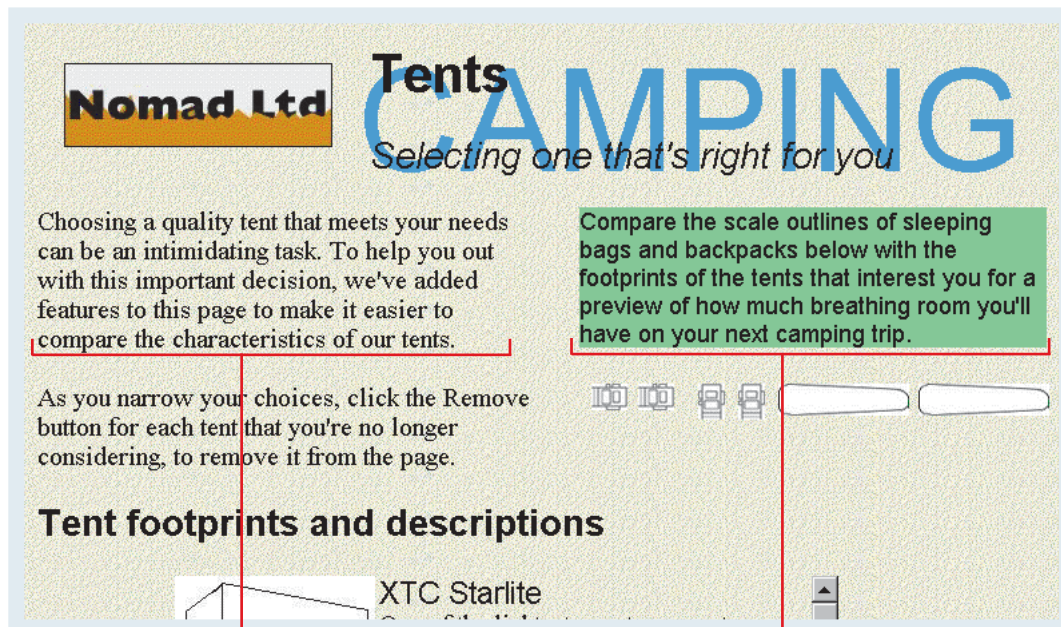 Nomad Ltd
Tents
CAMPING
Selecting one that's right for you
Choosing a quality tent that meets your needs
can be an intimidating task. To help you out
with this important decision, we've added
features to this page to make it easier to
compare the characteristics of our tents.
As you narrow your choices, click the Remove
button for each tent that you're no longer
considering, to remove it from the page.
Compare the scale outlines of sleeping
bags and backpacks below with the
footprints of the tents that interest you for a
preview of how much breathing room you'll
have on your next camping trip.
Tent footprints and descriptions
XTC Starlite